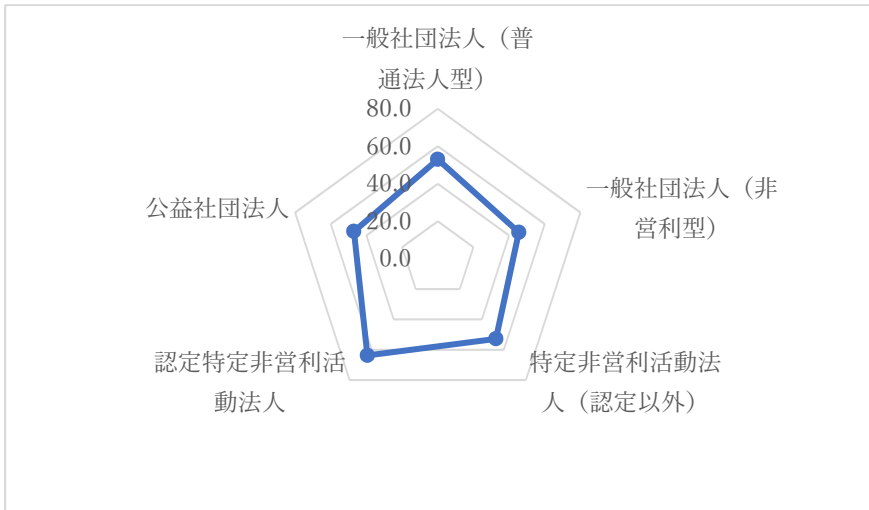 一般社団法人（普
通法人型）
80.0
60.0
40.0
20.0
0.0
一般社団法人（非
営利型）
特定非営利活動法
人（認定以外）
認定特定非営利活
動法人
公益社団法人